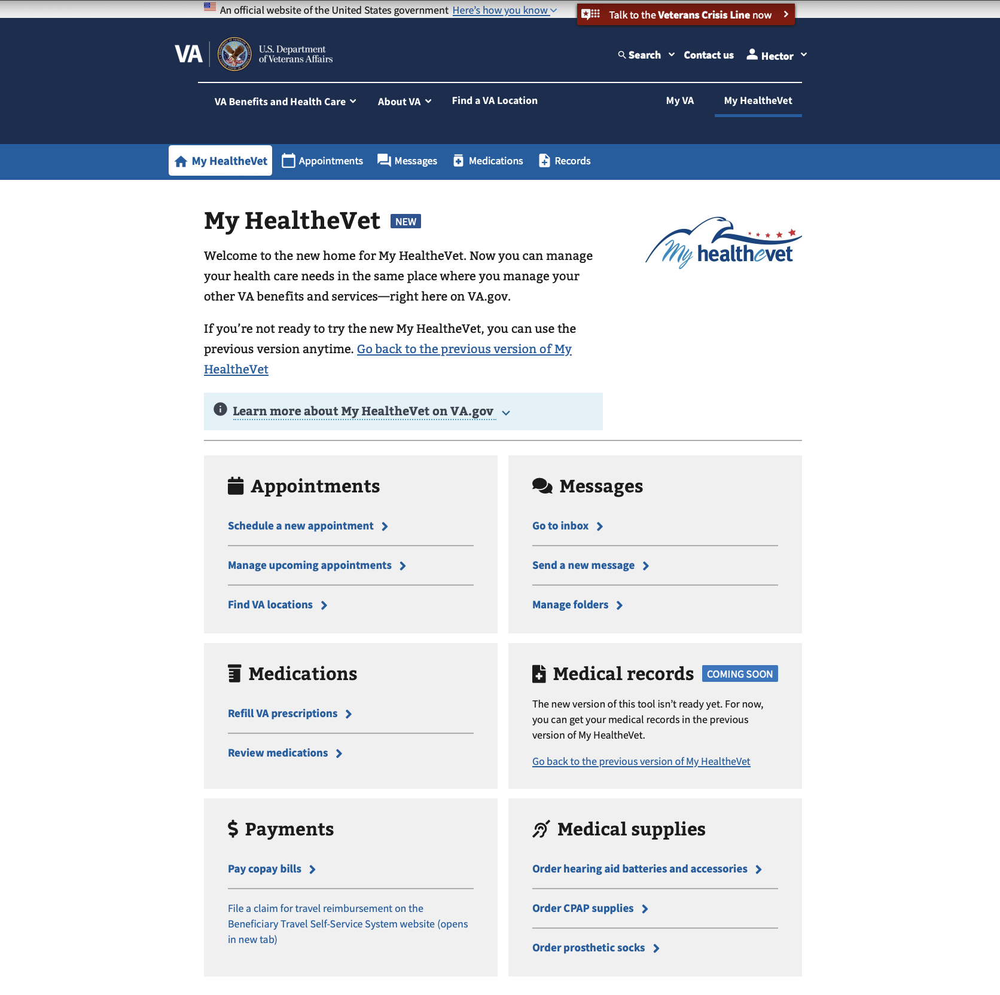 An official website of the United States government Here’s how you know
Talk to the Veterans Crisis Line now
VA
U.S. Department
of Veterans Affairs
Search Contact us Hector
VA Benefits and Health Care About VA Find a VA Location My VA My HealtheVet
My HealtheVet Appointments Messages Medications Records
My HealtheVet NEW
My healthevet
Welcome to the new home for My HealtheVet. Now you can manage
your health care needs in the same place where you manage your
other VA benefits and services—right here on VA.gov.
If you’re not ready to try the new My HealtheVet, you can use the
previous version anytime. Go back to the previous version of My
HealtheVet
Learn more about My HealtheVet on VA.gov
Appointments
Schedule a new appointment
Manage upcoming appointments
Find VA locations
Messages
Go to inbox
Send a new message
Manage folders
Medications
Refill VA prescriptions
Review medications
Medical records COMING SOON
The new version of this tool isn’t ready yet. For now,
you can get your medical records in the previous
version of My HealtheVet.
Go back to the previous version of My HealtheVet
Payments
Pay copay bills
File a claim for travel reimbursement on the
Beneficiary Travel Self-Service System website (opens
in new tab)
Medical supplies
Order hearing aid batteries and accessories
Order CPAP supplies
Order prosthetic socks